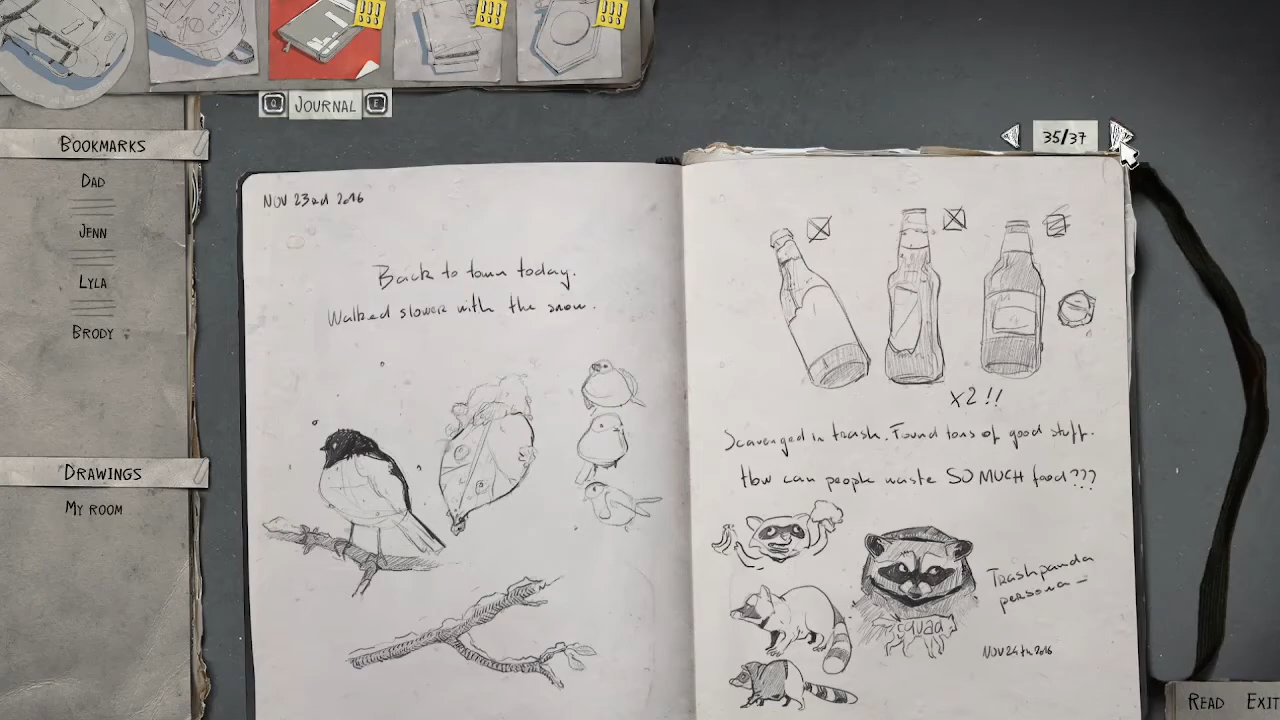 !!!
!!!
!!!
Q
JOURNAL
E
BOOKMARKS
DAD
JENN
LYLA
BRODY
DRAWINGS
MY ROOM
35/37
NOV 23rd 2016
Back to town today.
Walked slower with the snow.
x2!!
Scavenged in trash. Found tons of good stuff.
How can people waste SO MUCH food???
Trashpanda
persona
SQUAD
NOV 24th 2016
READ
EXIT